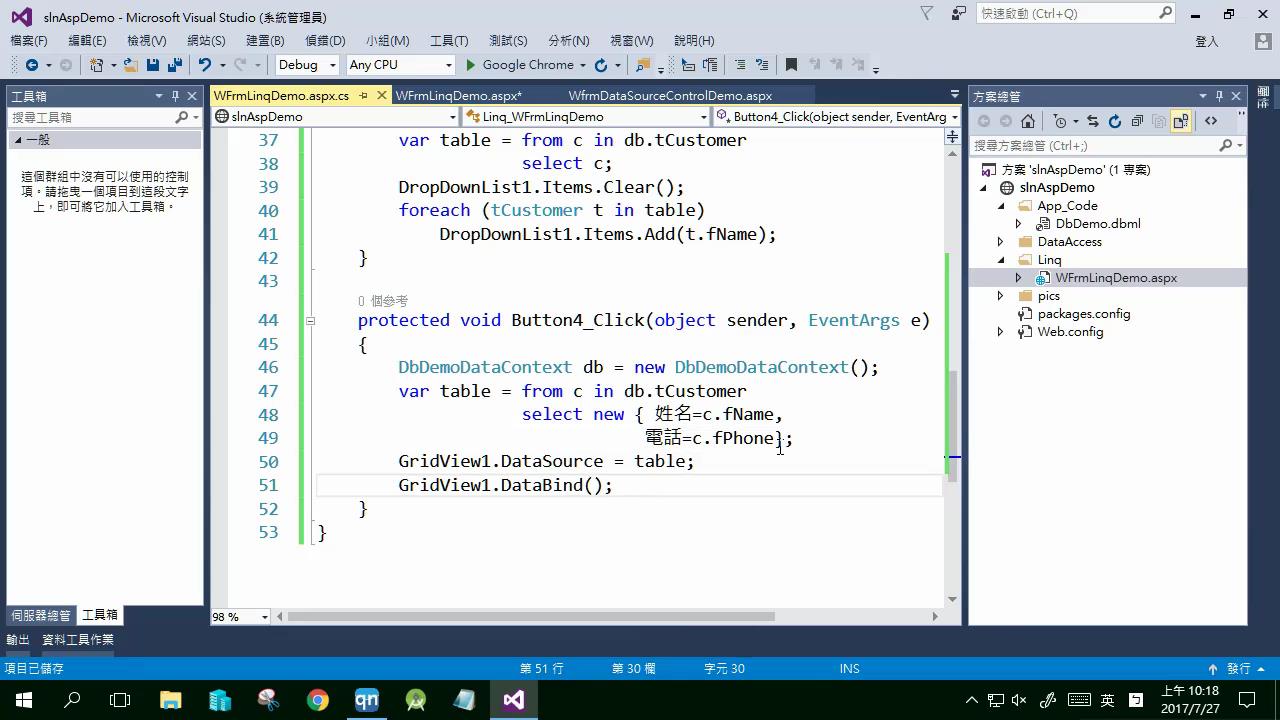 slnAspDemo - Microsoft Visual Studio (系統管理員)
快速啟動 (Ctrl+Q)
檔案(F) 編輯(E) 檢視(V) 網站(S) 建置(B) 偵錯(D) 小組(M) 工具(T) 測試(S) 分析(N) 視窗(W) 說明(H) 登入
Debug Any CPU Google Chrome
工具箱
搜尋工具箱
一般
這個群組中沒有可以使用的控制
項。請拖曳一個項目到這段文字
上，即可將它加入工具箱。
伺服器總管 工具箱
WFrmLinqDemo.aspx.cs WFrmLinqDemo.aspx* WfrmDataSourceControlDemo.aspx
slnAspDemo Linq_WFrmLinqDemo Button4_Click(object sender, EventArg
37 var table = from c in db.tCustomer
38 select c;
39 DropDownList1.Items.Clear();
40 foreach (tCustomer t in table)
41 DropDownList1.Items.Add(t.fName);
42 }
43
0 個參考
44 protected void Button4_Click(object sender, EventArgs e)
45 {
46 DbDemoDataContext db = new DbDemoDataContext();
47 var table = from c in db.tCustomer
48 select new { 姓名=c.fName,
49 電話=c.fPhone};
50 GridView1.DataSource = table;
51 GridView1.DataBind();
52 }
53 }
98 %
方案總管
搜尋方案總管 (Ctrl+;)
方案 'slnAspDemo' (1 專案)
slnAspDemo
App_Code
DbDemo.dbml
DataAccess
Linq
WFrmLinqDemo.aspx
pics
packages.config
Web.config
輸出 資料工具作業
項目已儲存 第 51 行 第 30 欄 字元 30 INS 發行
qn
英
上午 10:18
2017/7/27